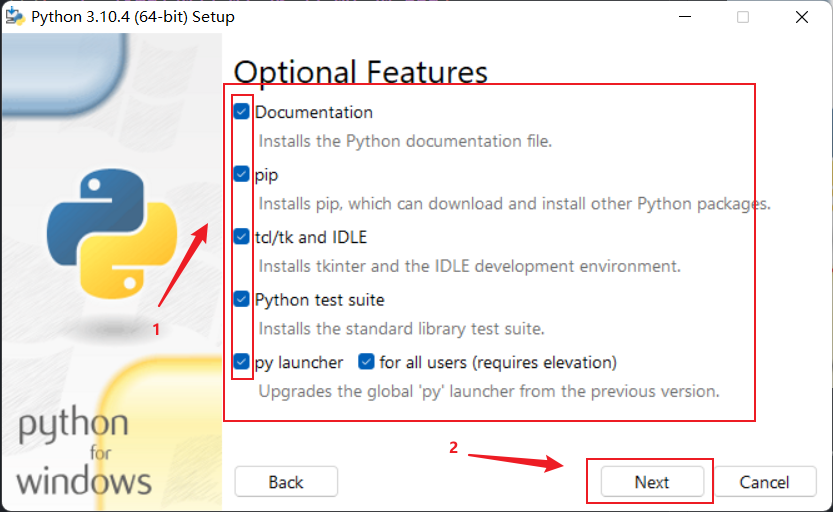 Python 3.10.4 (64-bit) Setup
Optional Features
Documentation
Installs the Python documentation file.
pip
Installs pip, which can download and install other Python packages.
tcl/tk and IDLE
Installs tkinter and the IDLE development environment.
Python test suite
Installs the standard library test suite.
py launcher for all users (requires elevation)
Upgrades the global 'py' launcher from the previous version.
1
python
for
windows
2
Back Next Cancel